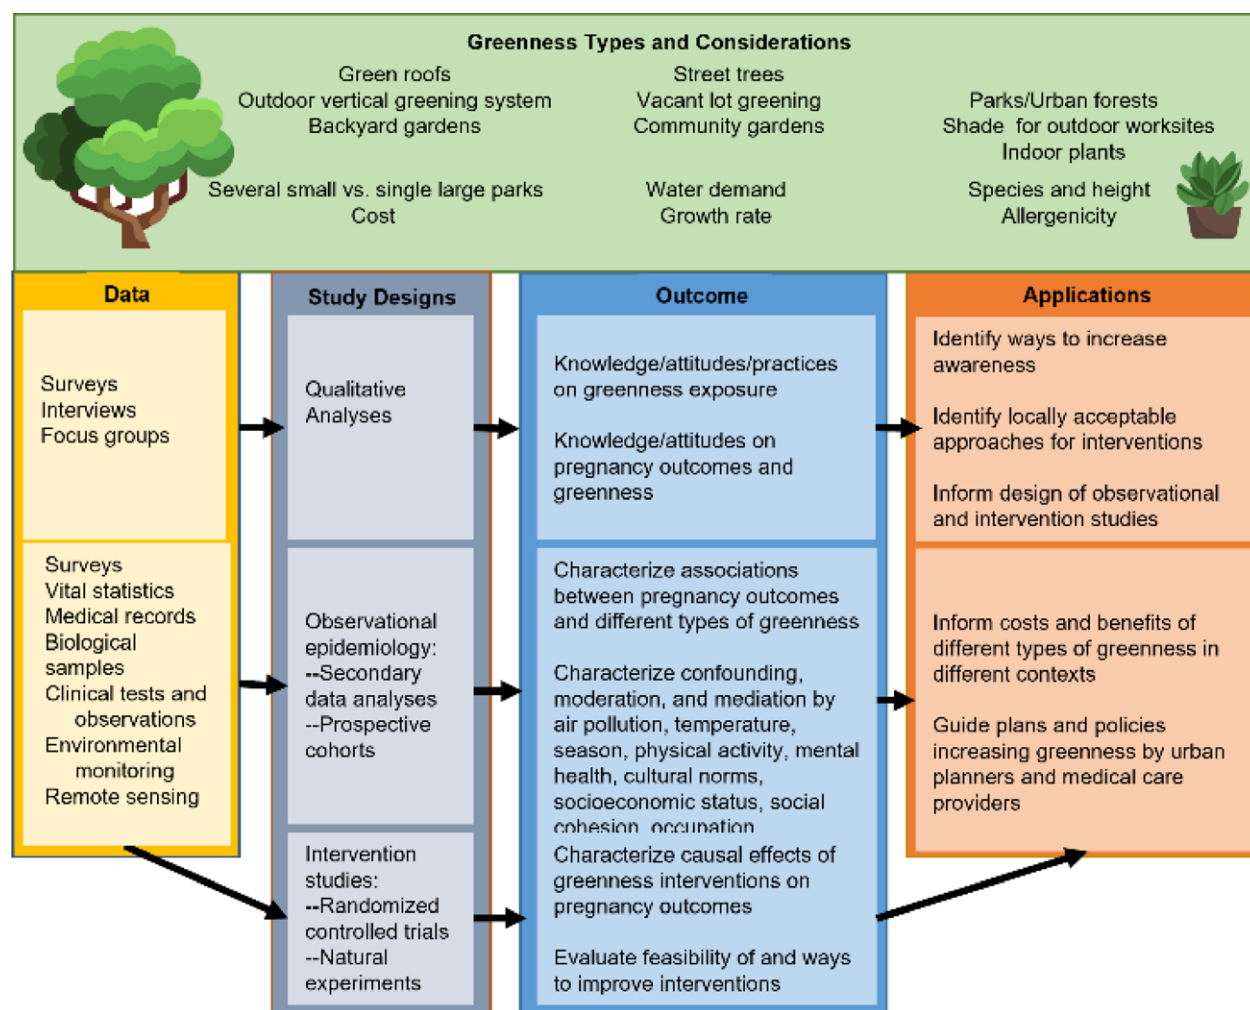 Greenness Types and Considerations
Green roofs
Outdoor vertical greening system
Backyard gardens
Street trees
Vacant lot greening
Community gardens
Parks/Urban forests
Shade for outdoor worksites
Indoor plants
Several small vs. single large parks
Cost
Water demand
Growth rate
Species and height
Allergenicity
Data
Surveys
Interviews
Focus groups
Surveys
Vital statistics
Medical records
Biological
samples
Clinical tests and
observations
Environmental
monitoring
Remote sensing
Study Designs
Qualitative
Analyses
Observational
epidemiology:
--Secondary
data analyses
--Prospective
cohorts
Intervention
studies:
--Randomized
controlled trials
--Natural
experiments
Outcome
Knowledge/attitudes/practices
on greenness exposure
Knowledge/attitudes on
pregnancy outcomes and
greenness
Characterize associations
between pregnancy outcomes
and different types of greenness
Characterize confounding,
moderation, and mediation by
air pollution, temperature,
season, physical activity, mental
health, cultural norms,
socioeconomic status, social
cohesion, occupation
Characterize causal effects of
greenness interventions on
pregnancy outcomes
Evaluate feasibility of and ways
to improve interventions
Applications
Identify ways to increase
awareness
Identify locally acceptable
approaches for interventions
Inform design of observational
and intervention studies
Inform costs and benefits of
different types of greenness in
different contexts
Guide plans and policies
increasing greenness by urban
planners and medical care
providers